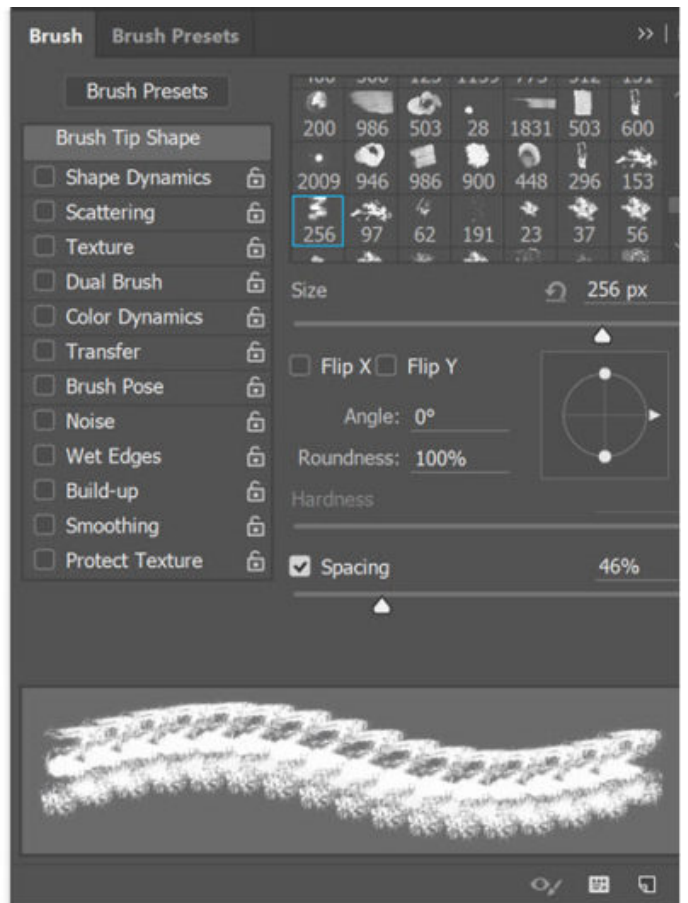 Brush Brush Presets >>
Brush Presets
Brush Tip Shape
Shape Dynamics
Scattering
Texture
Dual Brush
Color Dynamics
Transfer
Brush Pose
Noise
Wet Edges
Build-up
Smoothing
Protect Texture
200 986 503 28 1831 503 600
2009 946 986 900 448 296 153
256 97 62 191 23 37 56
Size 256 px
Flip X Flip Y
Angle: 0°
Roundness: 100%
Hardness
Spacing 46%